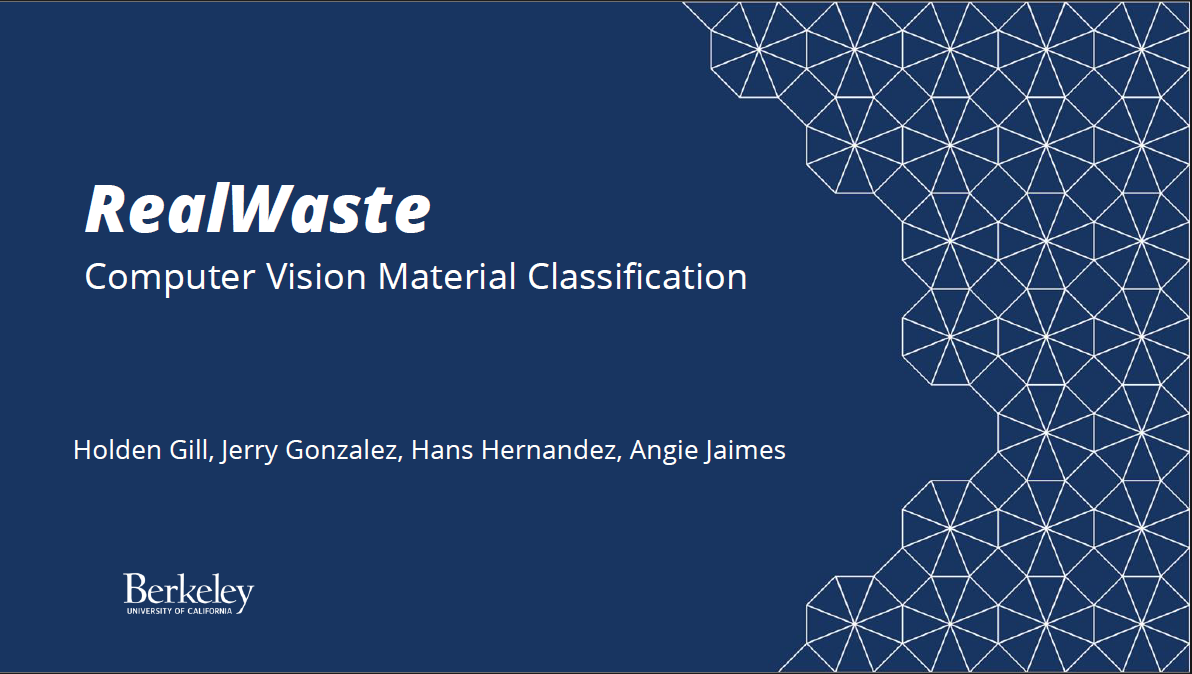 RealWaste
Computer Vision Material Classification
Holden Gill, Jerry Gonzalez, Hans Hernandez, Angie Jaimes
Berkeley
UNIVERSITY OF CALIFORNIA